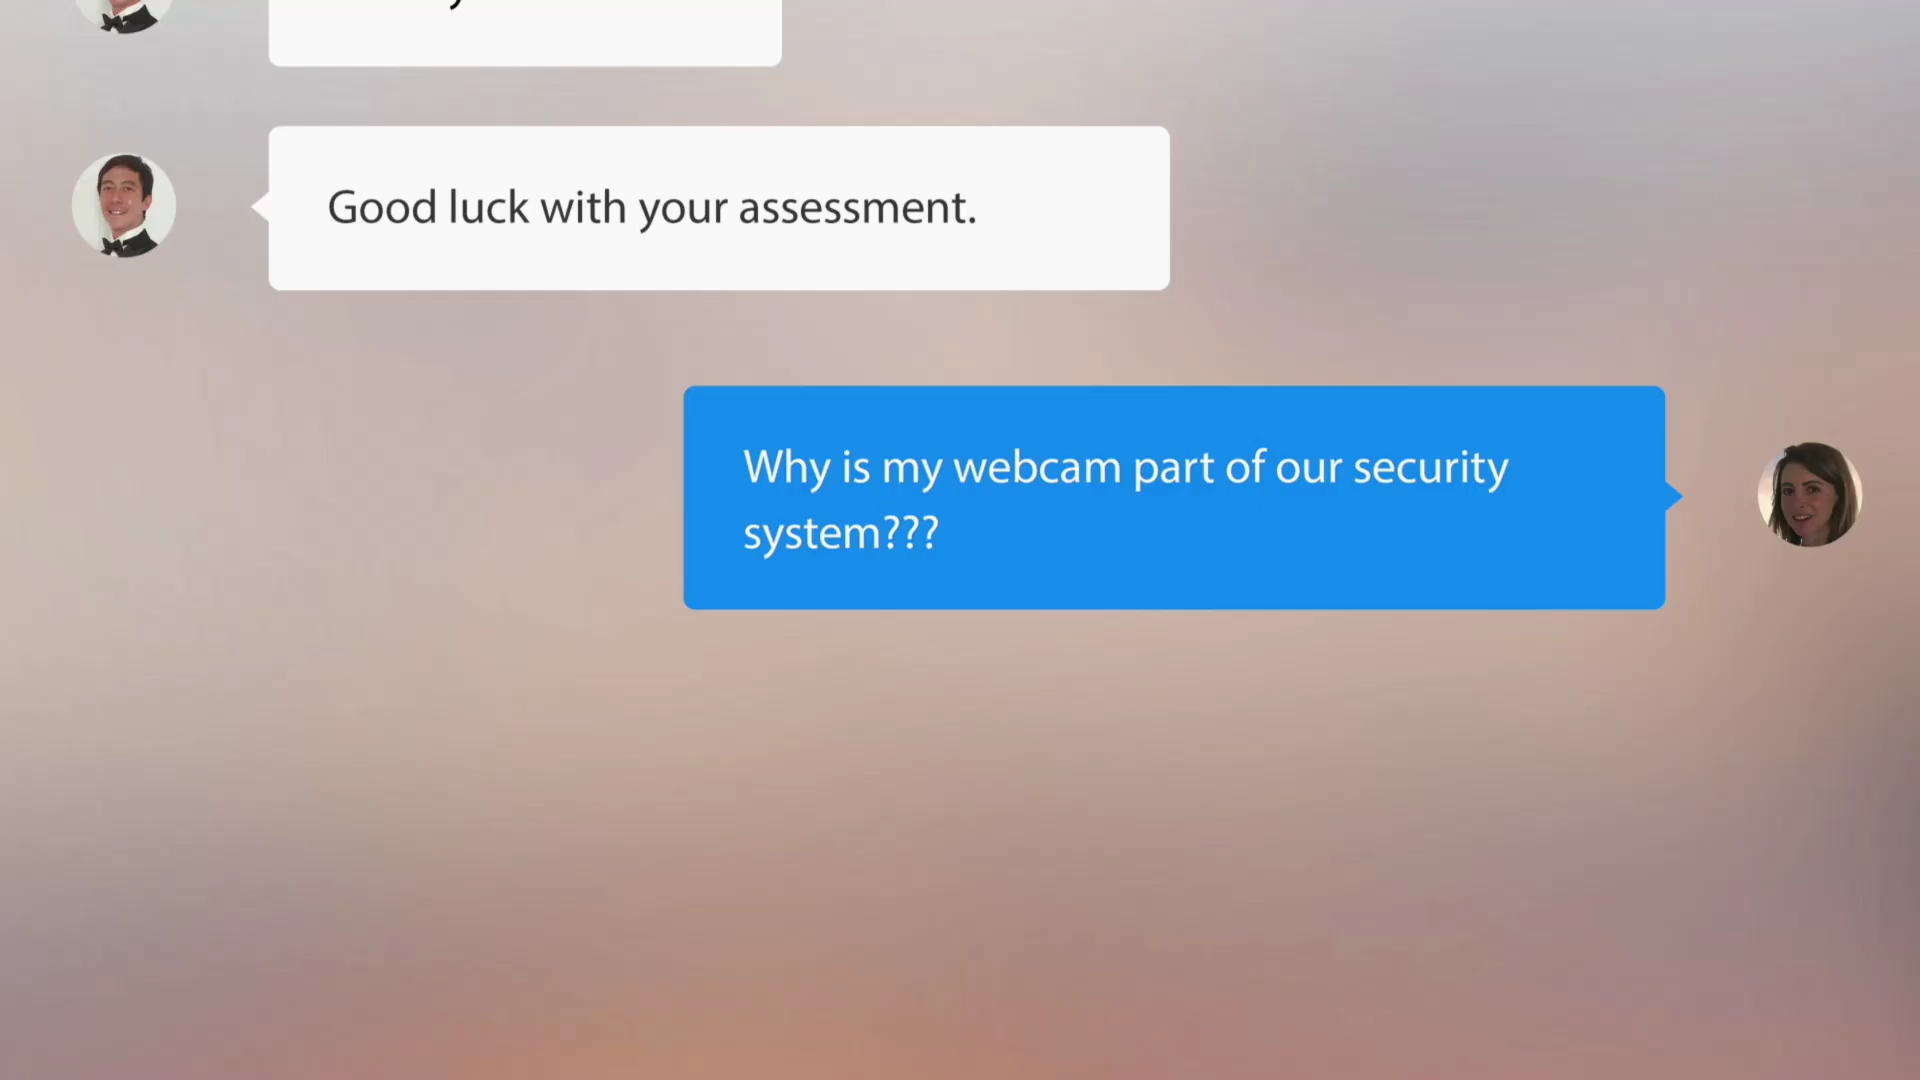 Good luck with your assessment.
Why is my webcam part of our security
system???